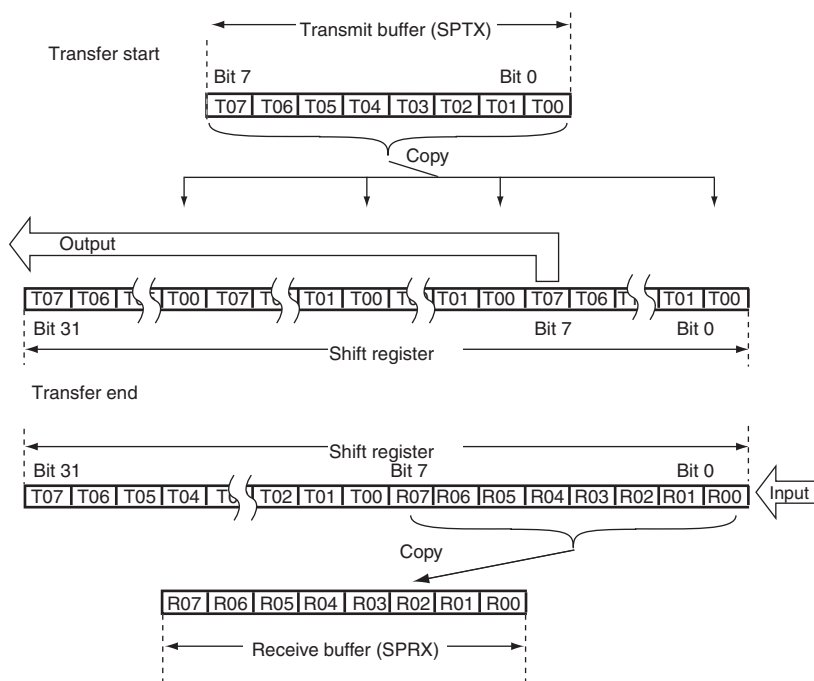 Transmit buffer (SPTX)
Transfer start
Bit 7 Bit 0
T07 T06 T05 T04 T03 T02 T01 T00
Copy
Output
T07 T06 T00 T07 T01 T00 T01 T00 T07 T06 T01 T00
Bit 31 Bit 7 Bit 0
Shift register
Transfer end
Shift register
Bit 31 Bit 7 Bit 0
T07 T06 T05 T04 T02 T01 T00 R07 R06 R05 R04 R03 R02 R01 R00
Input
Copy
R07 R06 R05 R04 R03 R02 R01 R00
Receive buffer (SPRX)